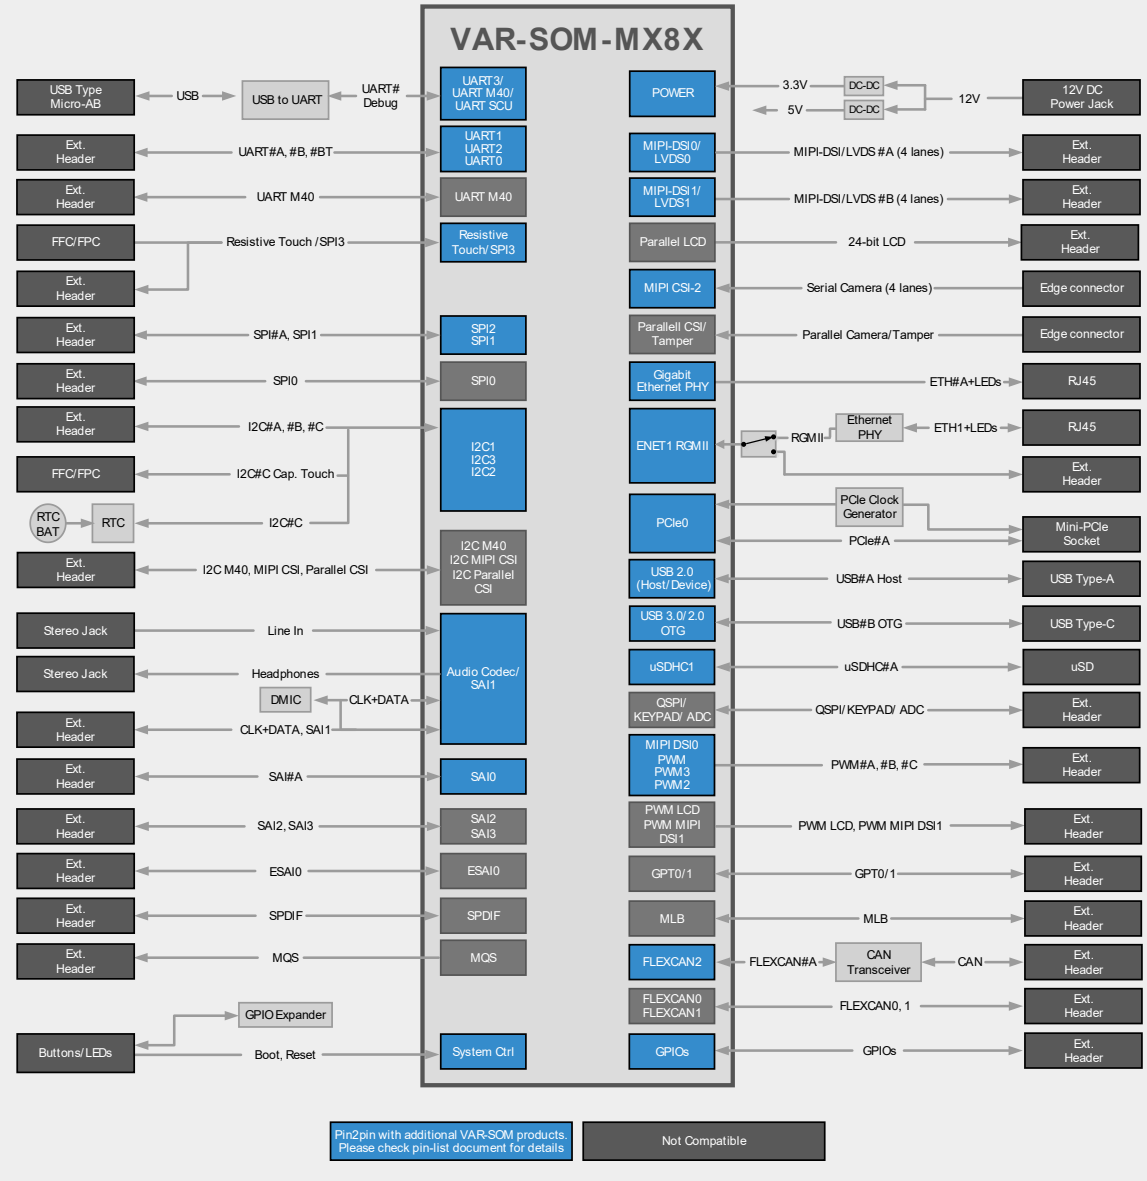 VAR-SOM-MX8X
USB Type
Micro-AB
USB
USB to UART
UART#
Debug
UART3/
UART M40/
UART SCU
Ext.
Header
UART#A, #B, #BT
UART1
UART2
UART0
Ext.
Header
UART M40
UART M40
FFC/FPC
Resistive Touch /SPI3
Resistive
Touch/SPI3
Ext.
Header
Ext.
Header
SPI#A, SPI1
SPI2
SPI1
Ext.
Header
SPI0
SPI0
Ext.
Header
I2C#A, #B, #C
I2C1
I2C3
I2C2
FFC/FPC
I2C#C Cap. Touch
RTC
BAT
RTC
I2C#C
Ext.
Header
I2C M40, MIPI CSI, Parallel CSI
I2C M40
I2C MIPI CSI
I2C Parallel
CSI
Stereo Jack
Line In
Stereo Jack
Headphones
Audio Codec/
SAI1
DMIC
CLK+DATA
Ext.
Header
CLK+DATA, SAI1
Ext.
Header
SAI#A
SAI0
Ext.
Header
SAI2, SAI3
SAI2
SAI3
Ext.
Header
ESAI0
ESAI0
Ext.
Header
SPDIF
SPDIF
Ext.
Header
MQS
MQS
GPIO Expander
Buttons/LEDs
Boot, Reset
System Ctrl
POWER
3.3V
DC-DC
5V
DC-DC
12V
12V DC
Power Jack
MIPI-DSI0/
LVDS0
MIPI-DSI/LVDS #A (4 lanes)
Ext.
Header
MIPI-DSI1/
LVDS1
MIPI-DSI/LVDS #B (4 lanes)
Ext.
Header
Parallel LCD
24-bit LCD
Ext.
Header
MIPI CSI-2
Serial Camera (4 lanes)
Edge connector
Parallell CSI/
Tamper
Parallel Camera/Tamper
Edge connector
Gigabit
Ethernet PHY
ETH#A+LEDs
RJ45
ENET1 RGMII
RGMII
Ethernet
PHY
ETH1+LEDs
RJ45
Ext.
Header
PCIe0
PCIe Clock
Generator
PCIe#A
Mini-PCIe
Socket
USB 2.0
(Host/Device)
USB#A Host
USB Type-A
USB 3.0/2.0
OTG
USB#B OTG
USB Type-C
uSDHC1
uSDHC#A
uSD
QSPI/
KEYPAD/ ADC
QSPI/KEYPAD/ ADC
Ext.
Header
MIPI DSI0
PWM
PWM3
PWM2
PWM#A, #B, #C
Ext.
Header
PWM LCD
PWM MIPI
DSI1
PWM LCD, PWM MIPI DSI1
Ext.
Header
GPT0/1
GPT0/1
Ext.
Header
MLB
MLB
Ext.
Header
FLEXCAN2
FLEXCAN#A
CAN
Transceiver
CAN
Ext.
Header
FLEXCAN0
FLEXCAN1
FLEXCAN0, 1
Ext.
Header
GPIOs
GPIOs
Ext.
Header
Pin2pin with additional VAR-SOM products.
Please check pin-list document for details
Not Compatible